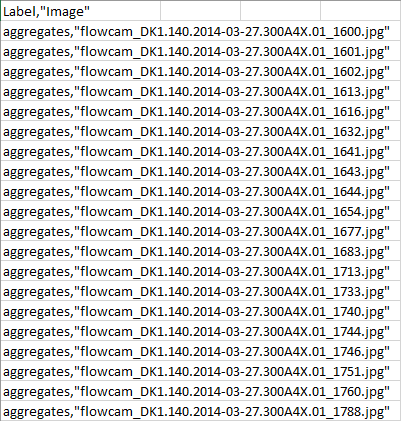 Label,"Image"
aggregates,"flowcam_DK1.140.2014-03-27.300A4X.01_1600.jpg"
aggregates,"flowcam_DK1.140.2014-03-27.300A4X.01_1601.jpg"
aggregates,"flowcam_DK1.140.2014-03-27.300A4X.01_1602.jpg"
aggregates,"flowcam_DK1.140.2014-03-27.300A4X.01_1613.jpg"
aggregates,"flowcam_DK1.140.2014-03-27.300A4X.01_1616.jpg"
aggregates,"flowcam_DK1.140.2014-03-27.300A4X.01_1632.jpg"
aggregates,"flowcam_DK1.140.2014-03-27.300A4X.01_1641.jpg"
aggregates,"flowcam_DK1.140.2014-03-27.300A4X.01_1643.jpg"
aggregates,"flowcam_DK1.140.2014-03-27.300A4X.01_1644.jpg"
aggregates,"flowcam_DK1.140.2014-03-27.300A4X.01_1654.jpg"
aggregates,"flowcam_DK1.140.2014-03-27.300A4X.01_1677.jpg"
aggregates,"flowcam_DK1.140.2014-03-27.300A4X.01_1683.jpg"
aggregates,"flowcam_DK1.140.2014-03-27.300A4X.01_1713.jpg"
aggregates,"flowcam_DK1.140.2014-03-27.300A4X.01_1733.jpg"
aggregates,"flowcam_DK1.140.2014-03-27.300A4X.01_1740.jpg"
aggregates,"flowcam_DK1.140.2014-03-27.300A4X.01_1744.jpg"
aggregates,"flowcam_DK1.140.2014-03-27.300A4X.01_1746.jpg"
aggregates,"flowcam_DK1.140.2014-03-27.300A4X.01_1751.jpg"
aggregates,"flowcam_DK1.140.2014-03-27.300A4X.01_1760.jpg"
aggregates,"flowcam_DK1.140.2014-03-27.300A4X.01_1788.jpg"